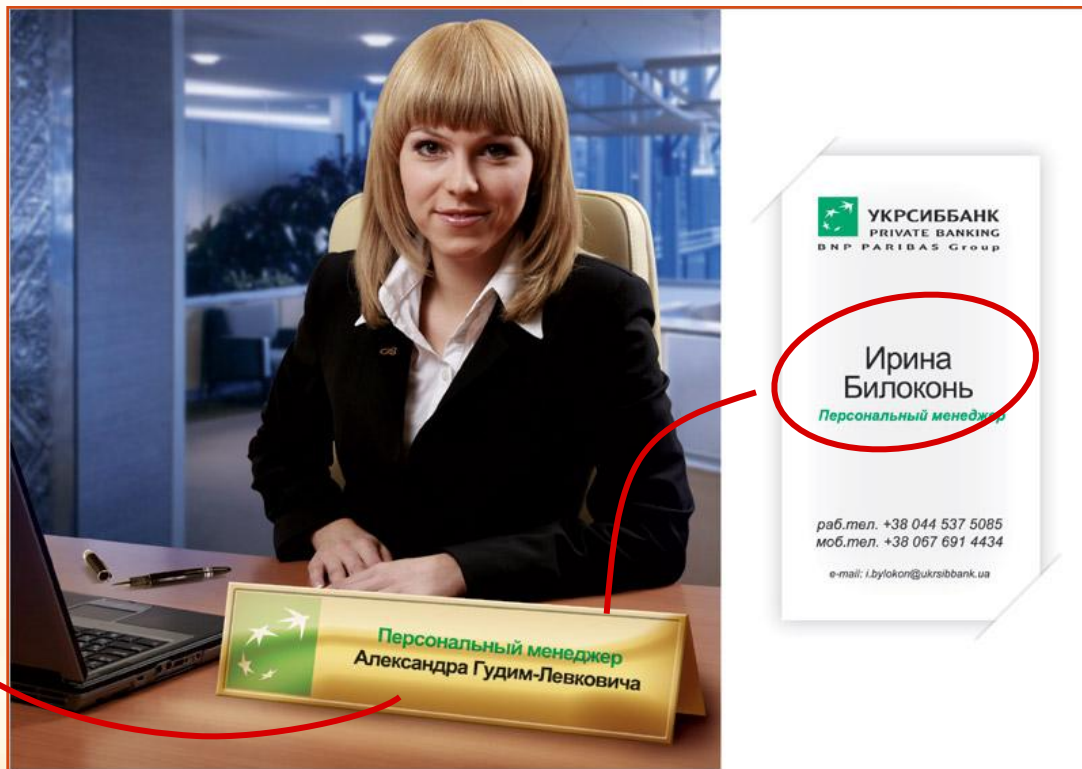 Персональный менеджер
Александра Гудим-Левковича
УКРСИББАНК
PRIVATE BANKING
BNP PARIBAS Group
Ирина
Билоконь
Персональный менеджер
раб.тел. +38 044 537 5085
моб.тел. +38 067 691 4434
e-mail: i.bylokon@ukrsibbank.ua